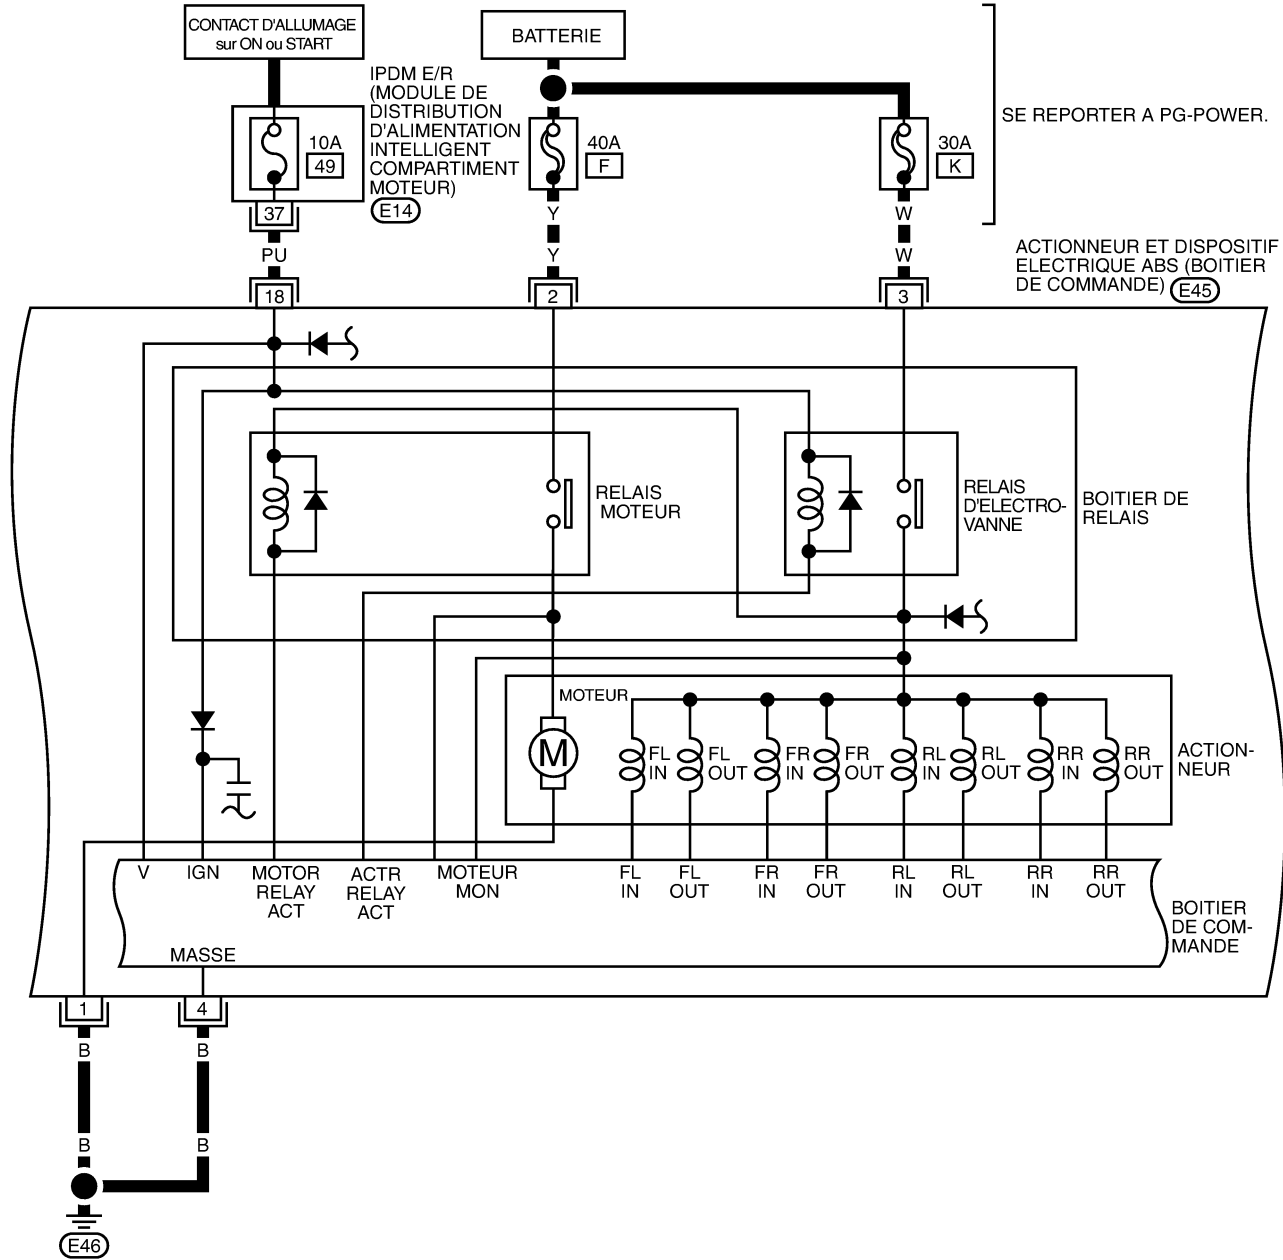 CONTACT D'ALLUMAGE
sur ON ou START
BATTERIE
IPDM E/R
(MODULE DE
DISTRIBUTION
D'ALIMENTATION
INTELLIGENT
COMPARTIMENT
MOTEUR)
E14
10A
49
40A
F
30A
K
SE REPORTER A PG-POWER.
37
PU
18
Y
Y
2
W
W
3
ACTIONNEUR ET DISPOSITIF
ELECTRIQUE ABS (BOITIER
DE COMMANDE)
E45
RELAIS
MOTEUR
RELAIS
D'ELECTRO-
VANNE
BOITIER DE
RELAIS
MOTEUR
M
FL
IN
FL
OUT
FR
IN
FR
OUT
RL
IN
RL
OUT
RR
IN
RR
OUT
ACTION-
NEUR
V
IGN
MOTOR
RELAY
ACT
ACTR
RELAY
ACT
MOTEUR
MON
FL
IN
FL
OUT
FR
IN
FR
OUT
RL
IN
RL
OUT
RR
IN
RR
OUT
BOITIER
DE COM-
MANDE
MASSE
1
4
B
B
B
B
E46